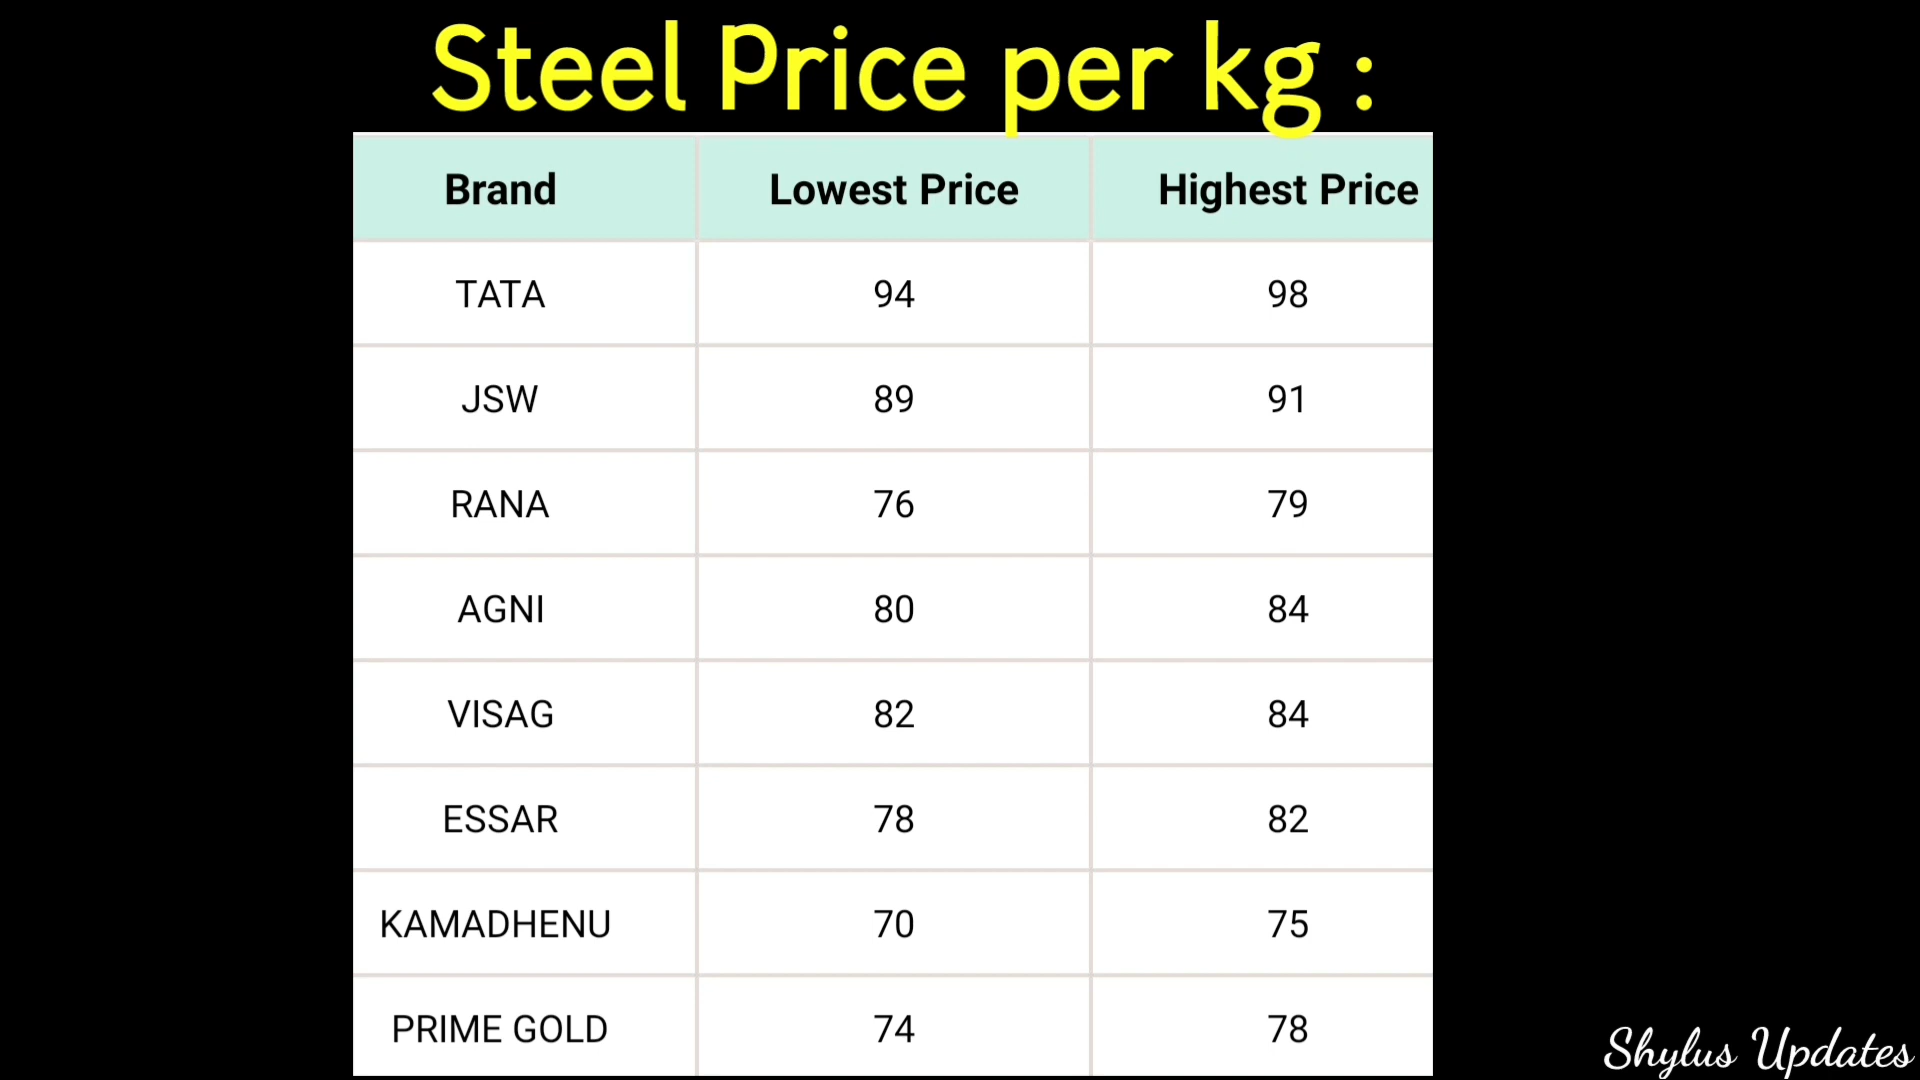 Steel Price per kg :
Brand Lowest Price Highest Price
TATA 94 98
JSW 89 91
RANA 76 79
AGNI 80 84
VISAG 82 84
ESSAR 78 82
KAMADHENU 70 75
PRIME GOLD 74 78
Shylus Updates